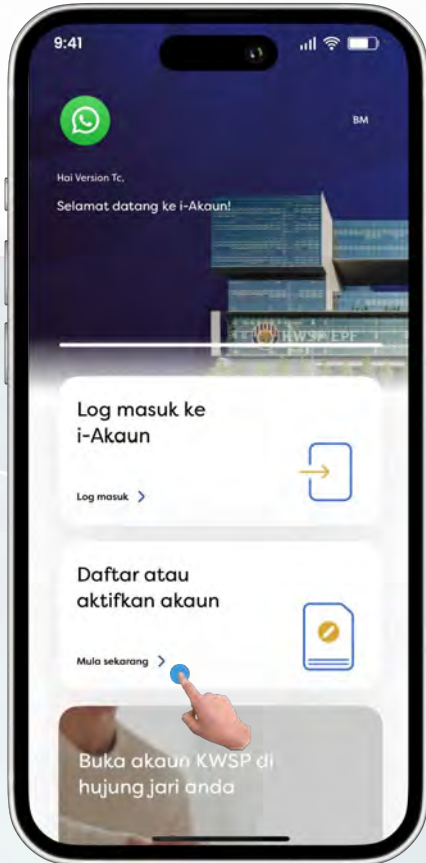 9:41
BM
Hai Version Tc,
Selamat datang ke i-Akaun!
KWSP EPF
Log masuk ke
i-Akaun
Log masuk
Daftar atau
aktifkan akaun
Mula sekarang
Buka akaun KWSP di
hujung jari anda